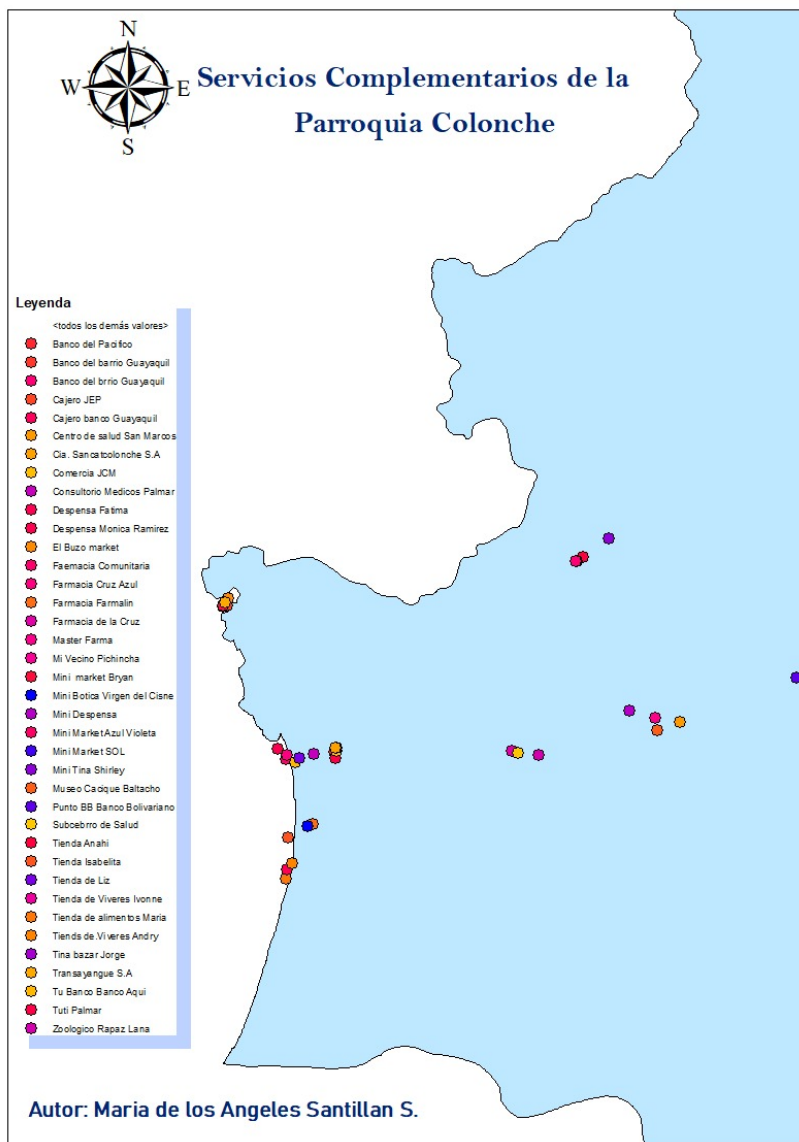 N
W
E
S
Servicios Complementarios de la
Parroquia Colonche
Leyenda
<todos los demás valores>
Banco del Pacifico
Banco del barrio Guayaquil
Banco del brrio Guayaquil
Cajero JEP
Cajero banco Guayaquil
Centro de salud San Marcos
Cia. Sancatcolonche S.A
Comercia JCM
Consultorio Medicos Palmar
Despensa Fatima
Despensa Monica Ramirez
El Buzo market
Faemacia Comunitaria
Farmacia Cruz Azul
Farmacia Farmalin
Farmacia de la Cruz
Master Farma
Mi Vecino Pichincha
Mini market Bryan
Mini Botica Virgen del Cisne
Mini Despensa
Mini Market Azul Violeta
Mini Market SOL
Mini Tina Shirley
Museo Cacique Baltacho
Punto BB Banco Bolivariano
Subcebrro de Salud
Tienda Anahi
Tienda Isabelita
Tienda de Liz
Tienda de Viveres Ivonne
Tienda de alimentos Maria
Tiends de.Viveres Andry
Tina bazar Jorge
Transayangue S.A
Tu Banco Banco Aqui
Tuti Palmar
Zoologico Rapaz Lana
Autor: Maria de los Angeles Santillan S.